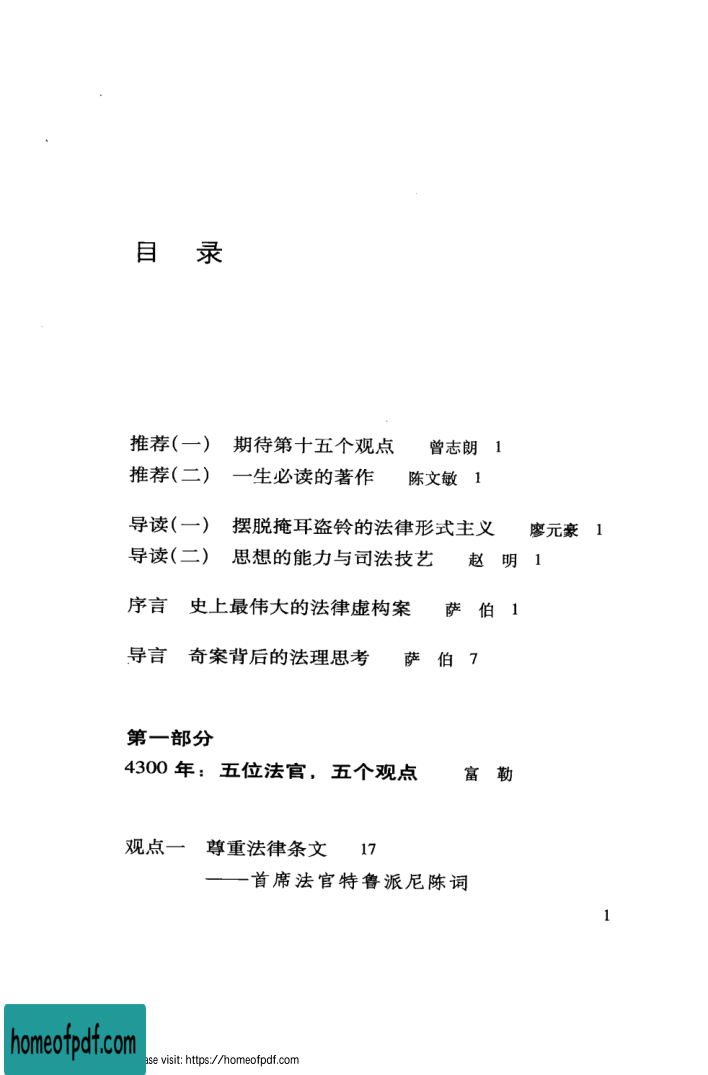 目 录
推荐(一) 期待第十五个观点 曾志朗 1
推荐(二) 一生必读的著作 陈文敏 1
导读(一) 摆脱掩耳盗铃的法律形式主义 廖元豪 1
导读(二) 思想的能力与司法技艺 赵 明 1
序言 史上最伟大的法律虚构案 萨 伯 1
导言 奇案背后的法理思考 萨 伯 7
第一部分
4300 年：五位法官，五个观点 富 勒
观点一 尊重法律条文 17
——首席法官特鲁派尼陈词
1
homeofpdf.com
ase visit: https://homeofpdf.com